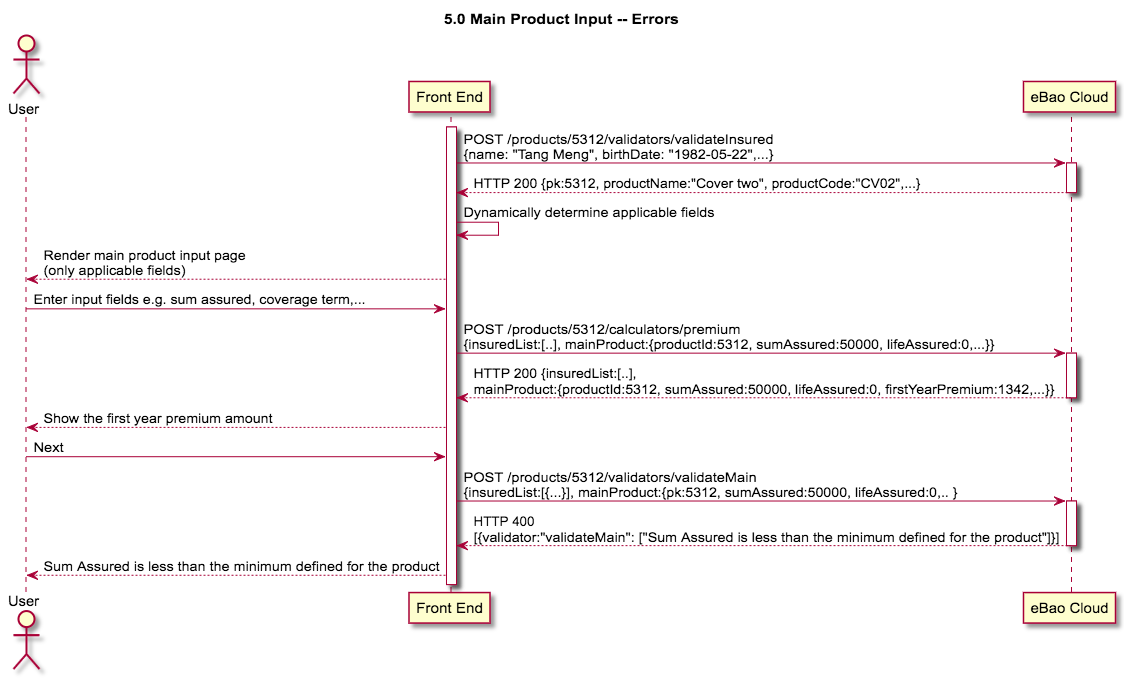 5.0 Main Product Input -- Errors
User
Front End
eBao Cloud
POST /products/5312/validators/validateInsured
{name: "Tang Meng", birthDate: "1982-05-22",...}
HTTP 200 {pk:5312, productName:"Cover two", productCode:"CV02",...}
Dynamically determine applicable fields
Render main product input page
(only applicable fields)
Enter input fields e.g. sum assured, coverage term,...
POST /products/5312/calculators/premium
{insuredList:[..], mainProduct:{productId:5312, sumAssured:50000, lifeAssured:0,...}}
HTTP 200 {insuredList:[..],
mainProduct:{productId:5312, sumAssured:50000, lifeAssured:0, firstYearPremium:1342,...}}
Show the first year premium amount
Next
POST /products/5312/validators/validateMain
{insuredList:[{...}], mainProduct:{pk:5312, sumAssured:50000, lifeAssured:0,.. }
HTTP 400
[{validator:"validateMain": ["Sum Assured is less than the minimum defined for the product"]}]
Sum Assured is less than the minimum defined for the product
User
Front End
eBao Cloud